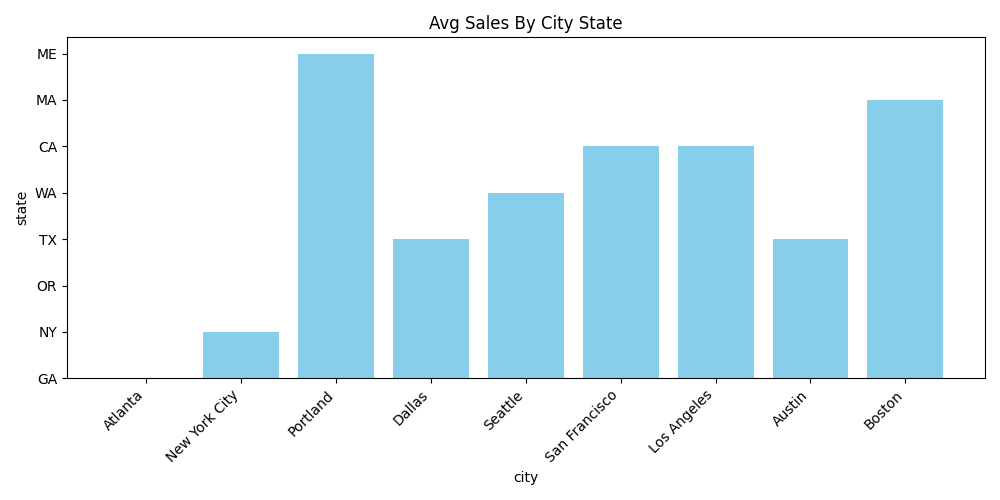 Avg Sales By City State
ME
MA
CA
WA
TX
OR
NY
GA
state
Atlanta
New York City
Portland
Dallas
Seattle
San Francisco
Los Angeles
Austin
Boston
city